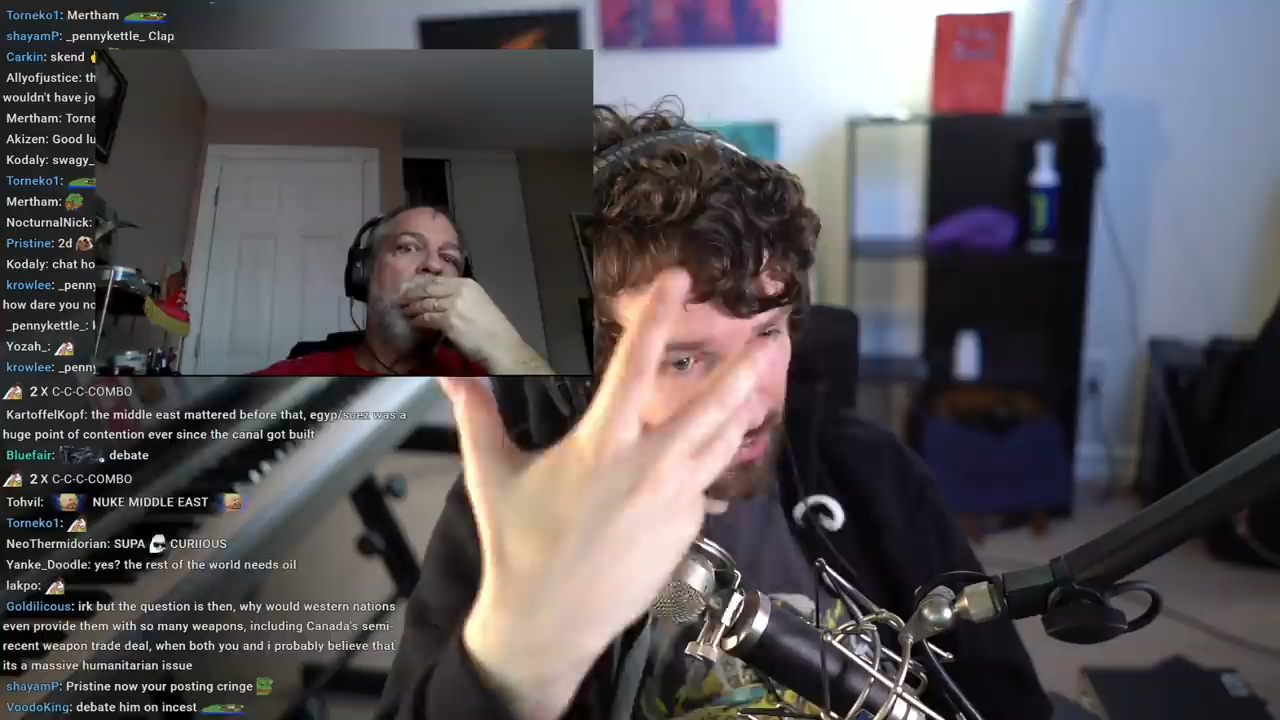 Torneko1: Mertham
shayamP: _pennykettle_ Clap
Carkin: skend
Allyofjustice: th
wouldn't have jo
Mertham: Torne
Akizen: Good lu
Kodaly: swagy_
Torneko1:
Mertham:
NocturnalNick:
Pristine: 2d
Kodaly: chat ho
krowlee: _penny
how dare you no
_pennykettle_:
Yozah_:
krowlee: _penny
2 X C-C-C-COMBO
KartoffelKopf: the middle east mattered before that, egyp/suez was a
huge point of contention ever since the canal got built
Bluefair: debate
2 X C-C-C-COMBO
Tohvil: NUKE MIDDLE EAST
Torneko1:
NeoThermidorian: SUPA CURIIOUS
Yanke_Doodle: yes? the rest of the world needs oil
lakpo:
Goldilicous: irk but the question is then, why would western nations
even provide them with so many weapons, including Canada's semi-
recent weapon trade deal, when both you and i probably believe that
its a massive humanitarian issue
shayamP: Pristine now your posting cringe
VoodoKing: debate him on incest